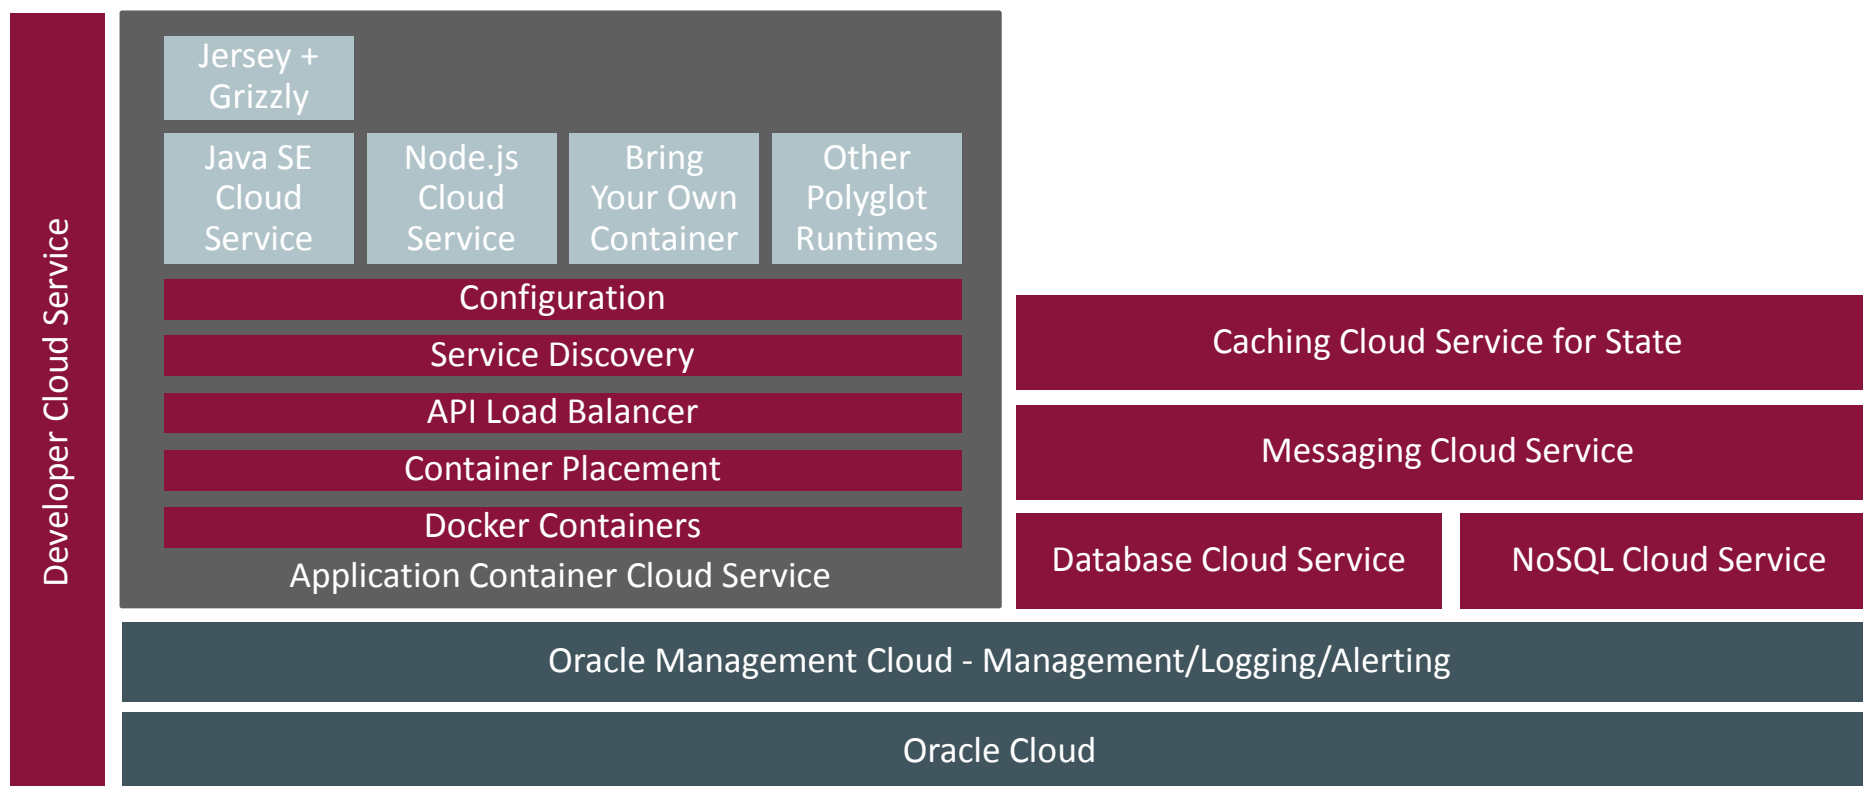 Developer Cloud Service
Jersey +
Grizzly
Java SE
Cloud
Service
Node.js
Cloud
Service
Bring
Your Own
Container
Other
Polyglot
Runtimes
Configuration
Service Discovery
API Load Balancer
Container Placement
Docker Containers
Application Container Cloud Service
Caching Cloud Service for State
Messaging Cloud Service
Database Cloud Service
NoSQL Cloud Service
Oracle Management Cloud - Management/Logging/Alerting
Oracle Cloud